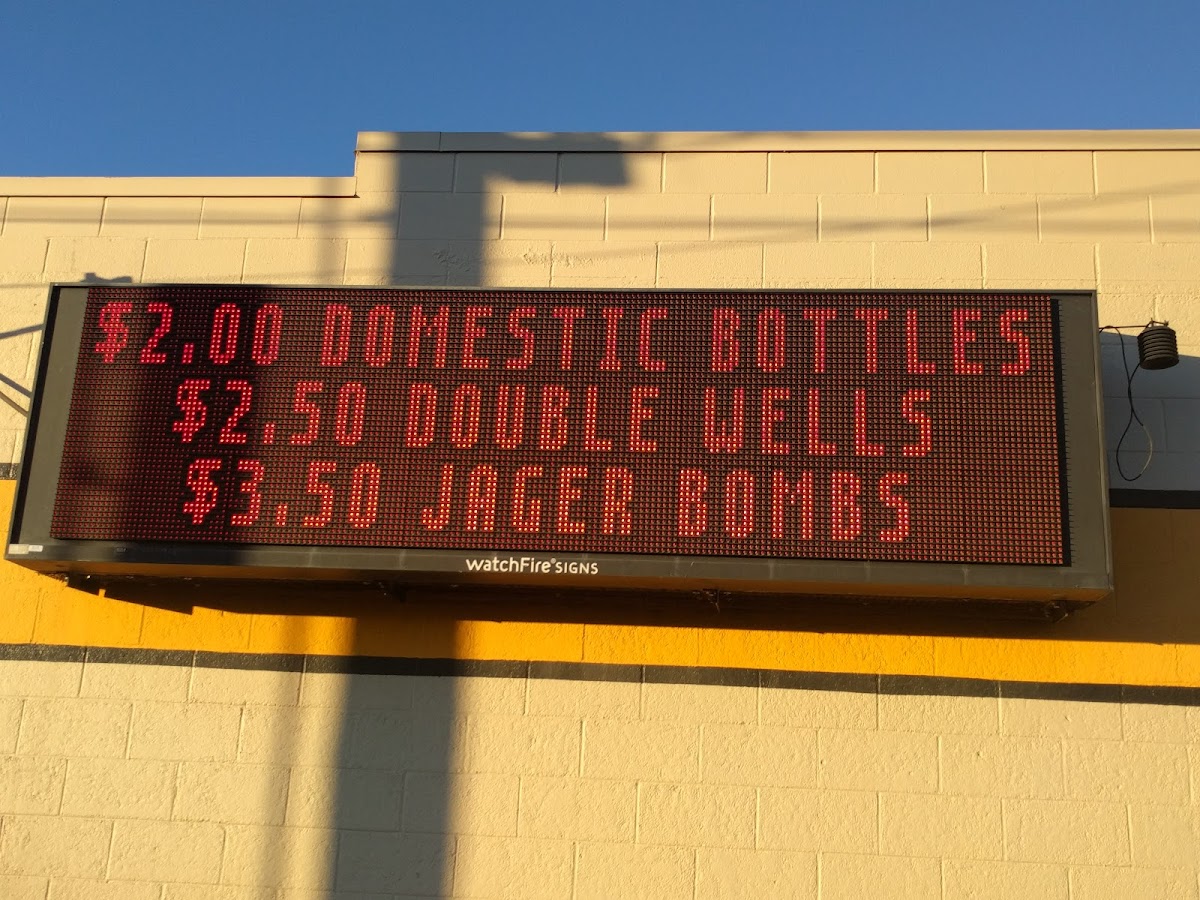 $2.00 DOMESTIC BOTTLES
$2.50 DOUBLE WELLS
$3.50 JAGER BOMBS
watchFire®SIGNS